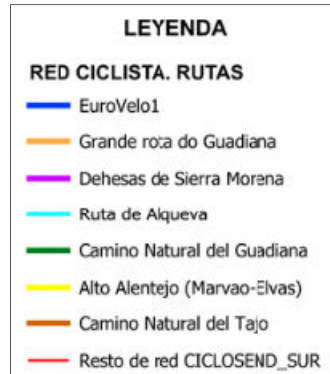 LEYENDA
RED CICLISTA. RUTAS
EuroVelo1
Grande rota do Guadiana
Dehesas de Sierra Morena
Ruta de Alqueva
Camino Natural del Guadiana
Alto Alentejo (Marvao-Elvas)
Camino Natural del Tajo
Resto de red CICLOSEND_SUR